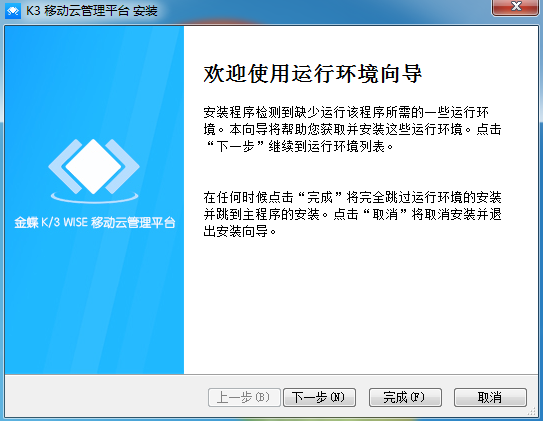 K3 移动云管理平台 安装
欢迎使用运行环境向导
安装程序检测到缺少运行该程序所需的一些运行环
境。本向导将帮助您获取并安装这些运行环境。点击
“下一步”继续到运行环境列表。
在任何时候点击“完成”将完全跳过运行环境的安装
并跳到主程序的安装。点击“取消”将取消安装并退
出安装向导。
金蝶 K/3 WISE 移动云管理平台
上一步(B) 下一步(N) 完成(F) 取消